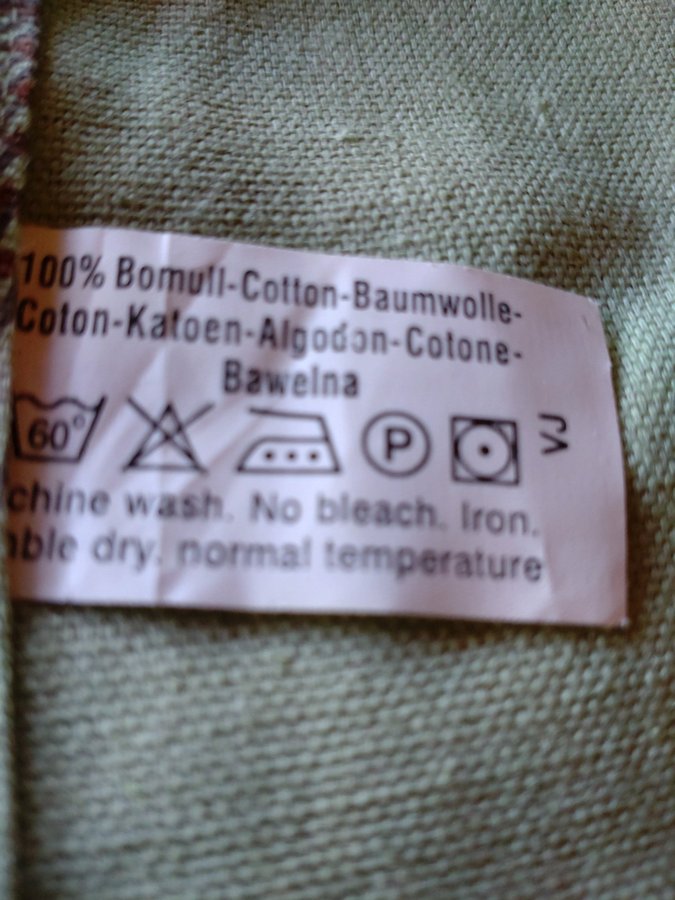 100% Bomull-Cotton-Baumwolle-
Coton-Katoen-Algodon-Cotone-
Bawelna
60° P VJ
chine wash. No bleach. Iron.
ble dry. normal temperature